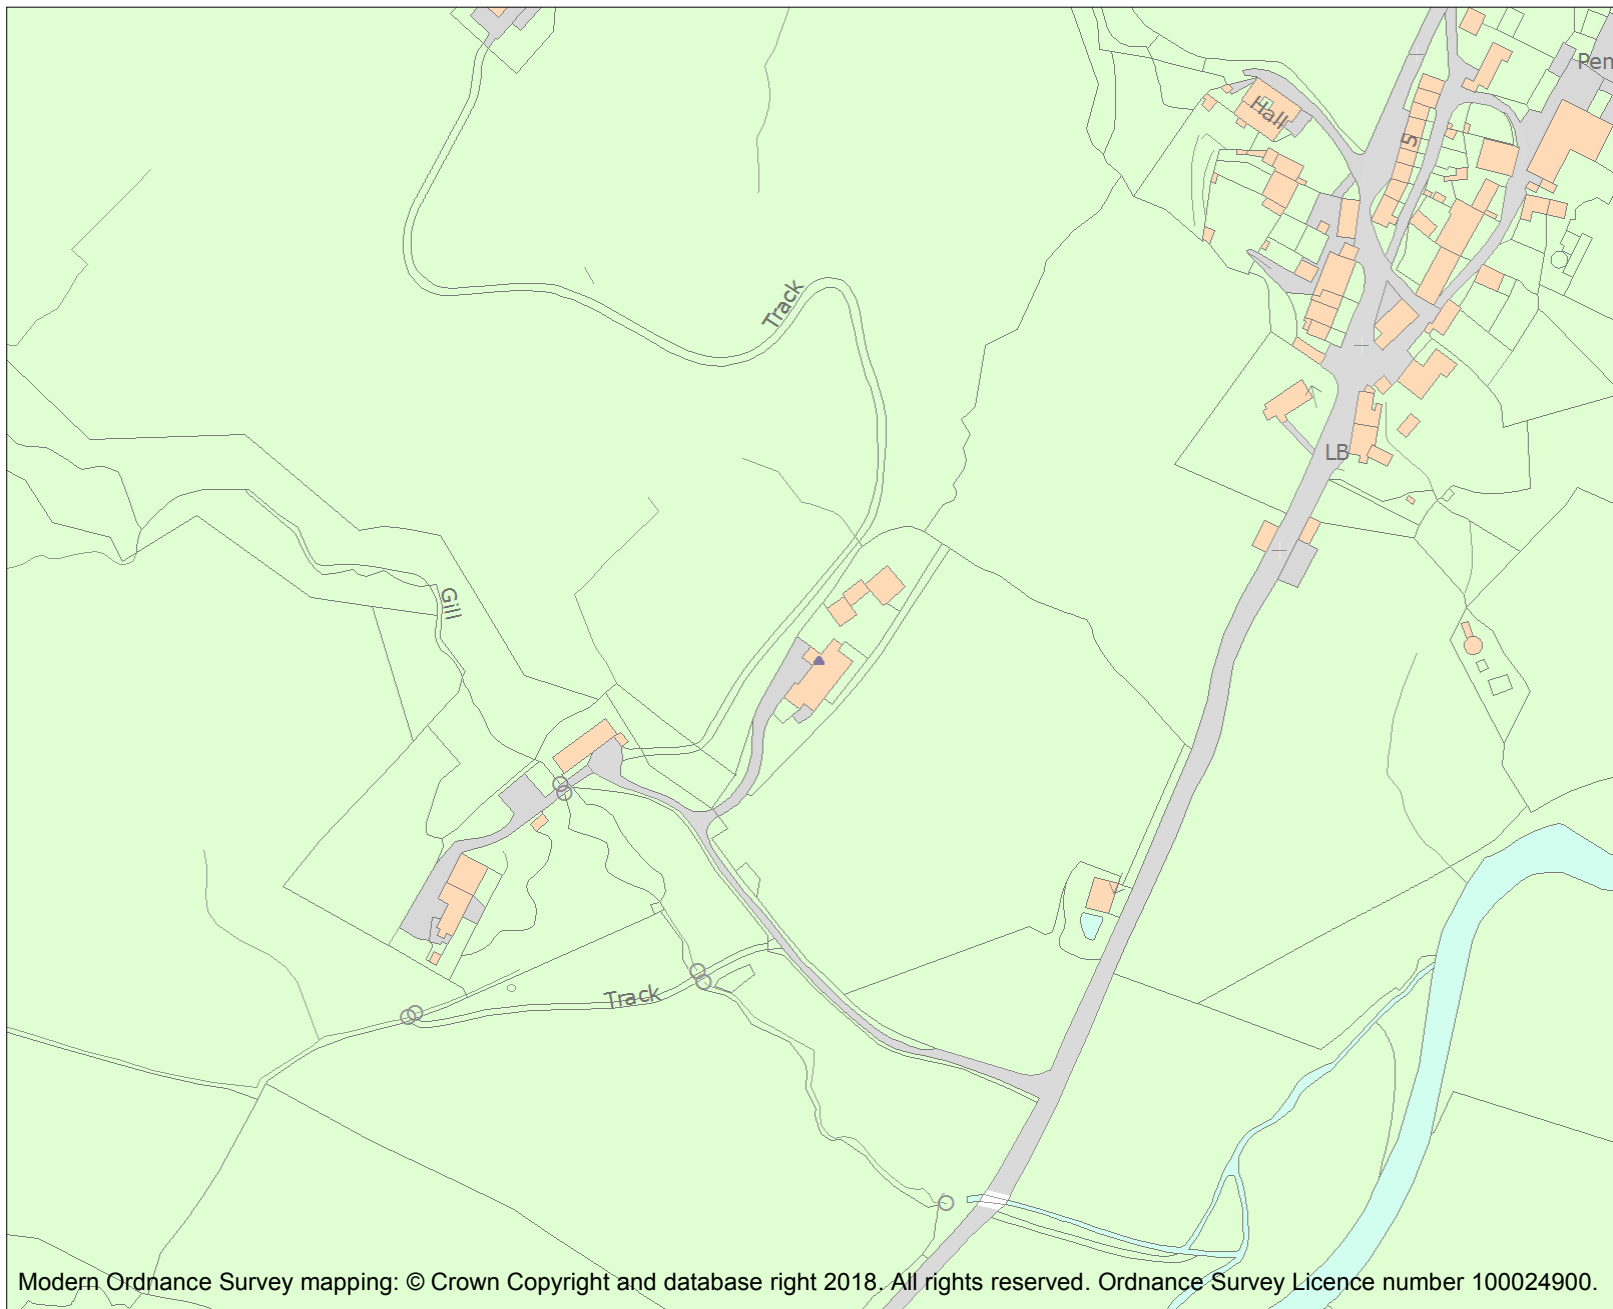 Pen
Hall
5
Track
LB
Gill
Track
Modern Ordnance Survey mapping: © Crown Copyright and database right 2018. All rights reserved. Ordnance Survey Licence number 100024900.